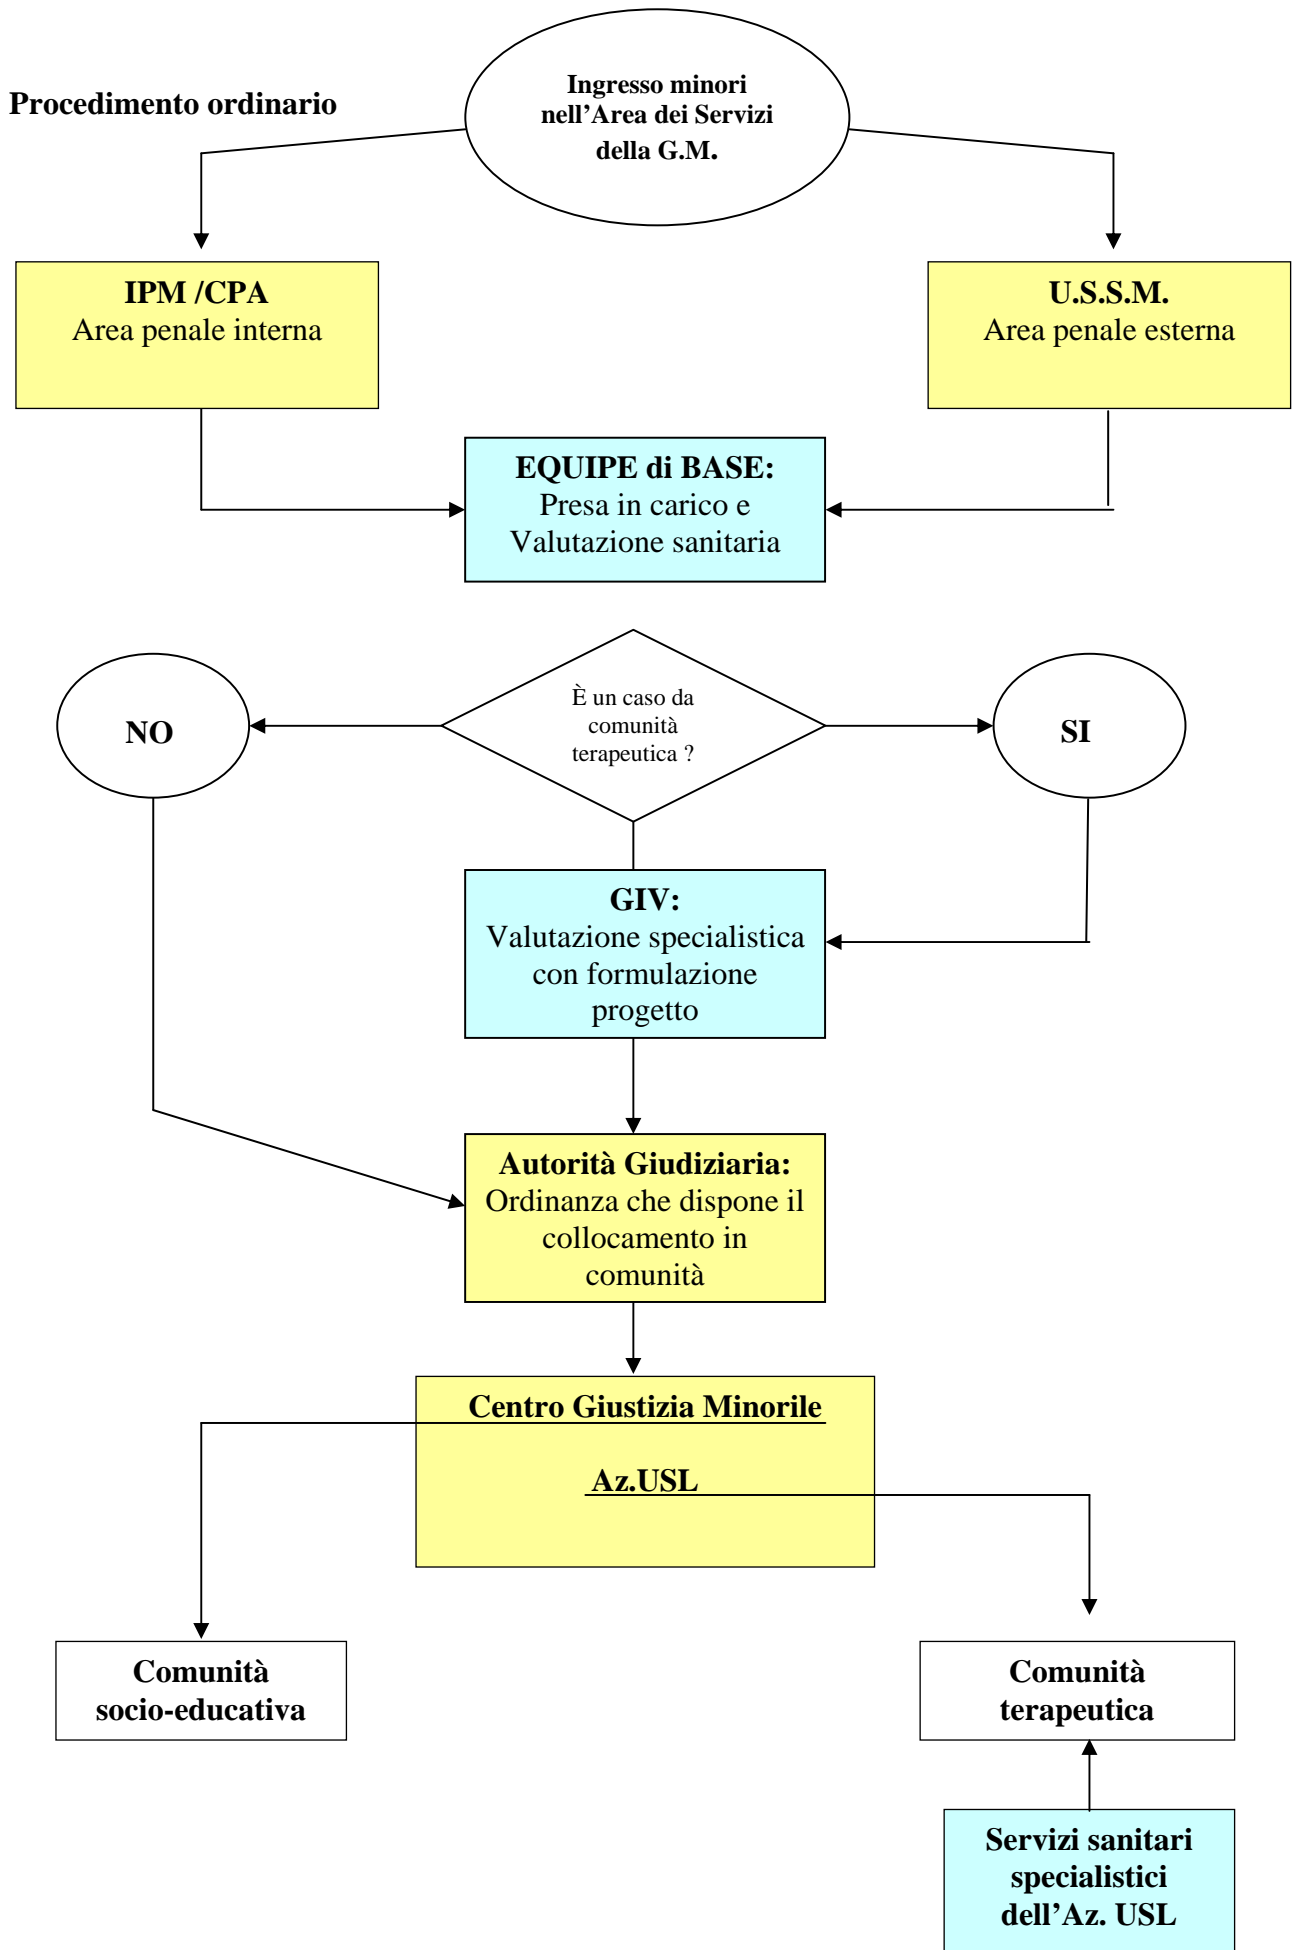 Procedimento ordinario
Ingresso minori
nell’Area dei Servizi
della G.M.
IPM /CPA
Area penale interna
U.S.S.M.
Area penale esterna
EQUIPE di BASE:
Presa in carico e
Valutazione sanitaria
È un caso da
comunità
terapeutica ?
NO
SI
GIV:
Valutazione specialistica
con formulazione
progetto
Autorità Giudiziaria:
Ordinanza che dispone il
collocamento in
comunità
Centro Giustizia Minorile
Az.USL
Comunità
socio-educativa
Comunità
terapeutica
Servizi sanitari
specialistici
dell’Az. USL